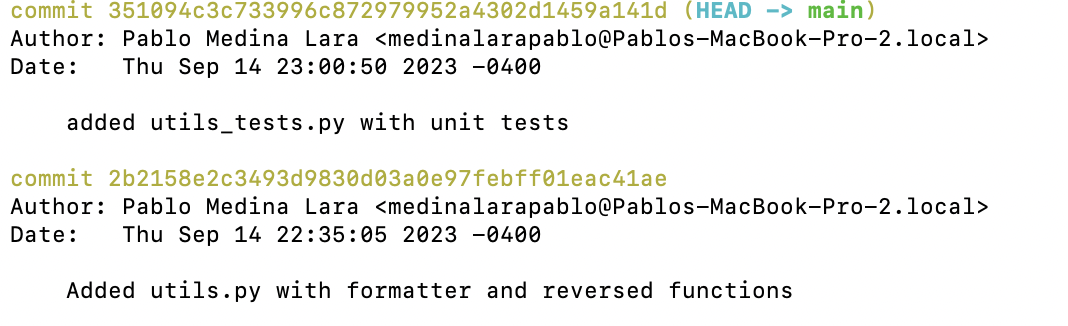 commit 351094c3c733996c872979952a4302d1459a141d (HEAD -> main)
Author: Pablo Medina Lara <medinalarapablo@Pablos-MacBook-Pro-2.local>
Date:   Thu Sep 14 23:00:50 2023 -0400
added utils_tests.py with unit tests
commit 2b2158e2c3493d9830d03a0e97febff01eac41ae
Author: Pablo Medina Lara <medinalarapablo@Pablos-MacBook-Pro-2.local>
Date:   Thu Sep 14 22:35:05 2023 -0400
Added utils.py with formatter and reversed functions